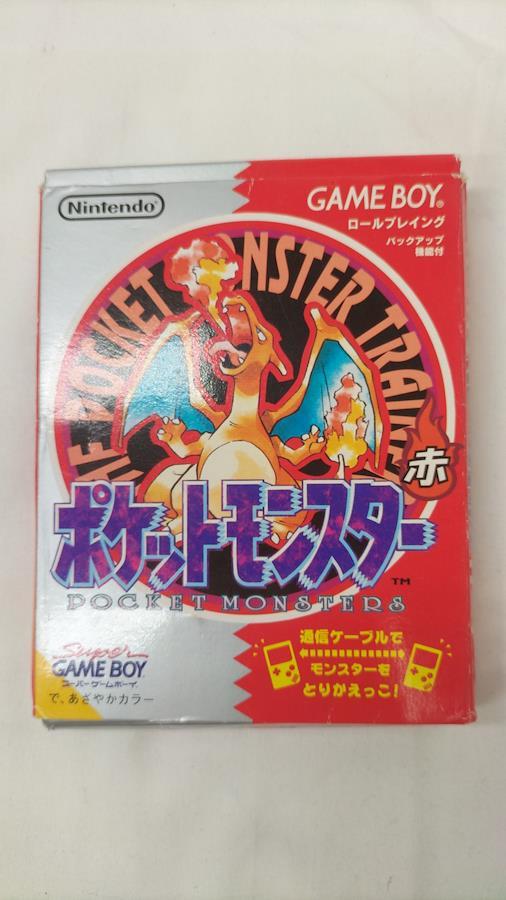 Nintendo
GAME BOY®
ロールプレイング
バックアップ
機能付
POCKET MONSTER TRAINE
赤
ポケットモンスター
TM
POCKET MONSTERS
Super
GAME BOY
スーパーゲームボーイ
で、あざやかカラー
通信ケーブルで
モンスターを
とりかえっこ!